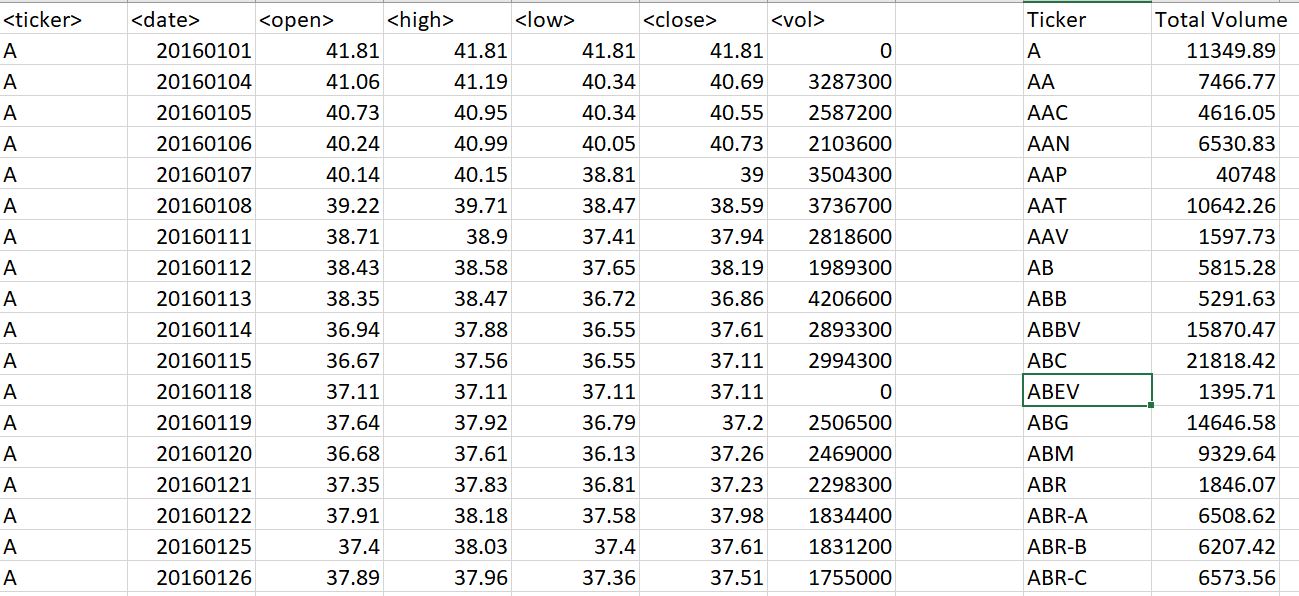 <ticker> <date> <open> <high> <low> <close> <vol> Ticker Total Volume
A 20160101 41.81 41.81 41.81 41.81 0 A 11349.89
A 20160104 41.06 41.19 40.34 40.69 3287300 AA 7466.77
A 20160105 40.73 40.95 40.34 40.55 2587200 AAC 4616.05
A 20160106 40.24 40.99 40.05 40.73 2103600 AAN 6530.83
A 20160107 40.14 40.15 38.81 39 3504300 AAP 40748
A 20160108 39.22 39.71 38.47 38.59 3736700 AAT 10642.26
A 20160111 38.71 38.9 37.41 37.94 2818600 AAV 1597.73
A 20160112 38.43 38.58 37.65 38.19 1989300 AB 5815.28
A 20160113 38.35 38.47 36.72 36.86 4206600 ABB 5291.63
A 20160114 36.94 37.88 36.55 37.61 2893300 ABBV 15870.47
A 20160115 36.67 37.56 36.55 37.11 2994300 ABC 21818.42
A 20160118 37.11 37.11 37.11 37.11 0 ABEV 1395.71
A 20160119 37.64 37.92 36.79 37.2 2506500 ABG 14646.58
A 20160120 36.68 37.61 36.13 37.26 2469000 ABM 9329.64
A 20160121 37.35 37.83 36.81 37.23 2298300 ABR 1846.07
A 20160122 37.91 38.18 37.58 37.98 1834400 ABR-A 6508.62
A 20160125 37.4 38.03 37.4 37.61 1831200 ABR-B 6207.42
A 20160126 37.89 37.96 37.36 37.51 1755000 ABR-C 6573.56